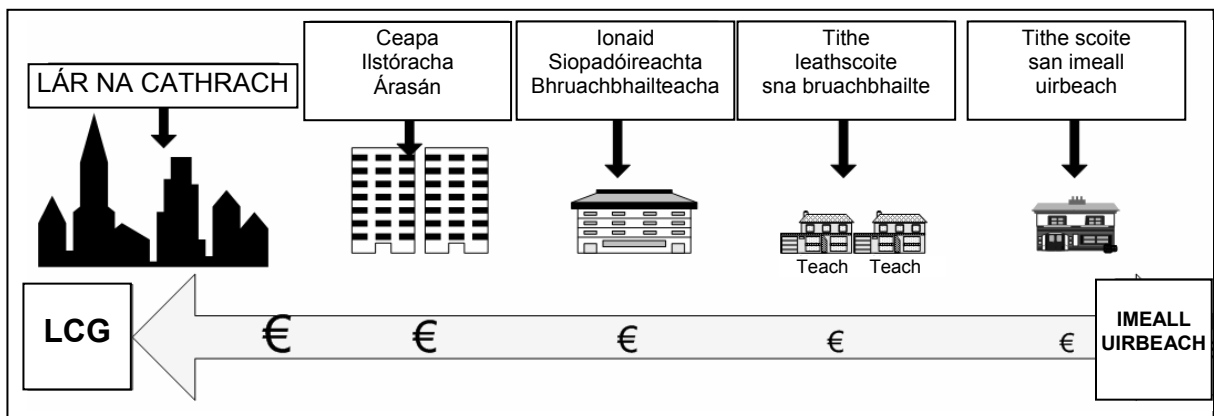 LÁR NA CATHRACH
Ceapa
Ilstóracha
Árasán
Ionaid
Siopadóireachta
Bhruachbhailteacha
Tithe
leathscoite
sna bruachbhailte
Tithe scoite
san imeall
uirbeach
Teach Teach
LCG
€ € € € €
IMEALL
UIRBEACH